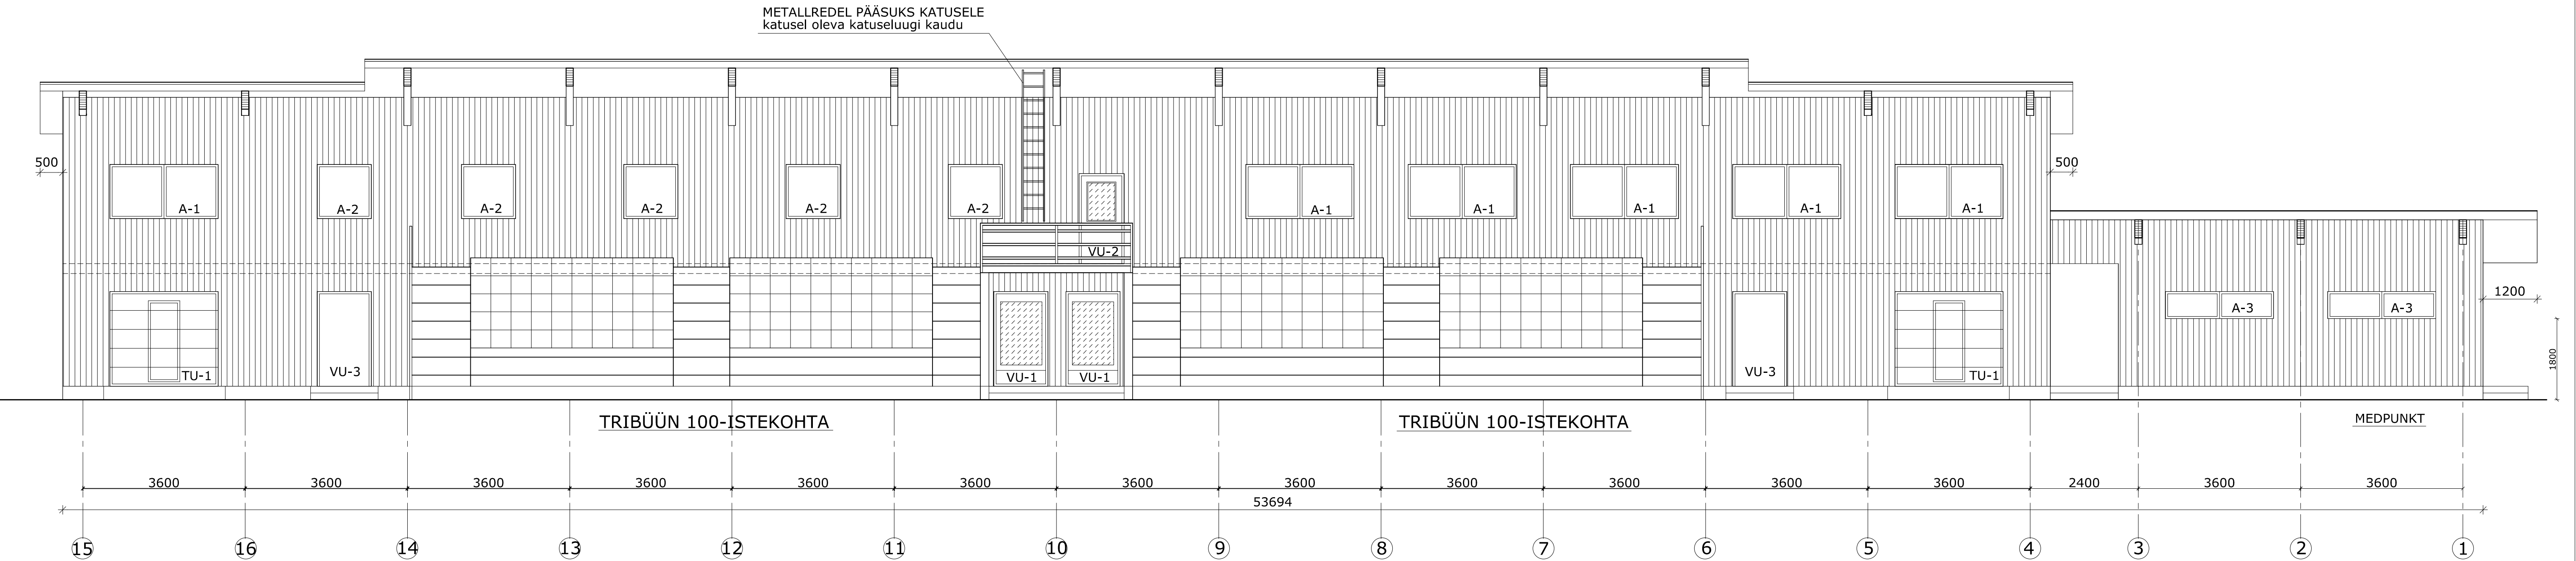 METALLREDEL PÄÄSUKS KATUSELE
katusel oleva katuseluugi kaudu
500
500
A-1
A-2
A-2
A-2
A-2
A-2
A-1
A-1
A-1
A-1
A-1
VU-2
1200
A-3
A-3
1800
TU-1
VU-3
VU-1
VU-1
VU-3
TU-1
TRIBÜÜN 100-ISTEKOHTA
TRIBÜÜN 100-ISTEKOHTA
MEDPUNKT
3600 3600 3600 3600 3600 3600 3600 3600 3600 3600 3600 3600 2400 3600 3600
53694
15 16 14 13 12 11 10 9 8 7 6 5 4 3 2 1